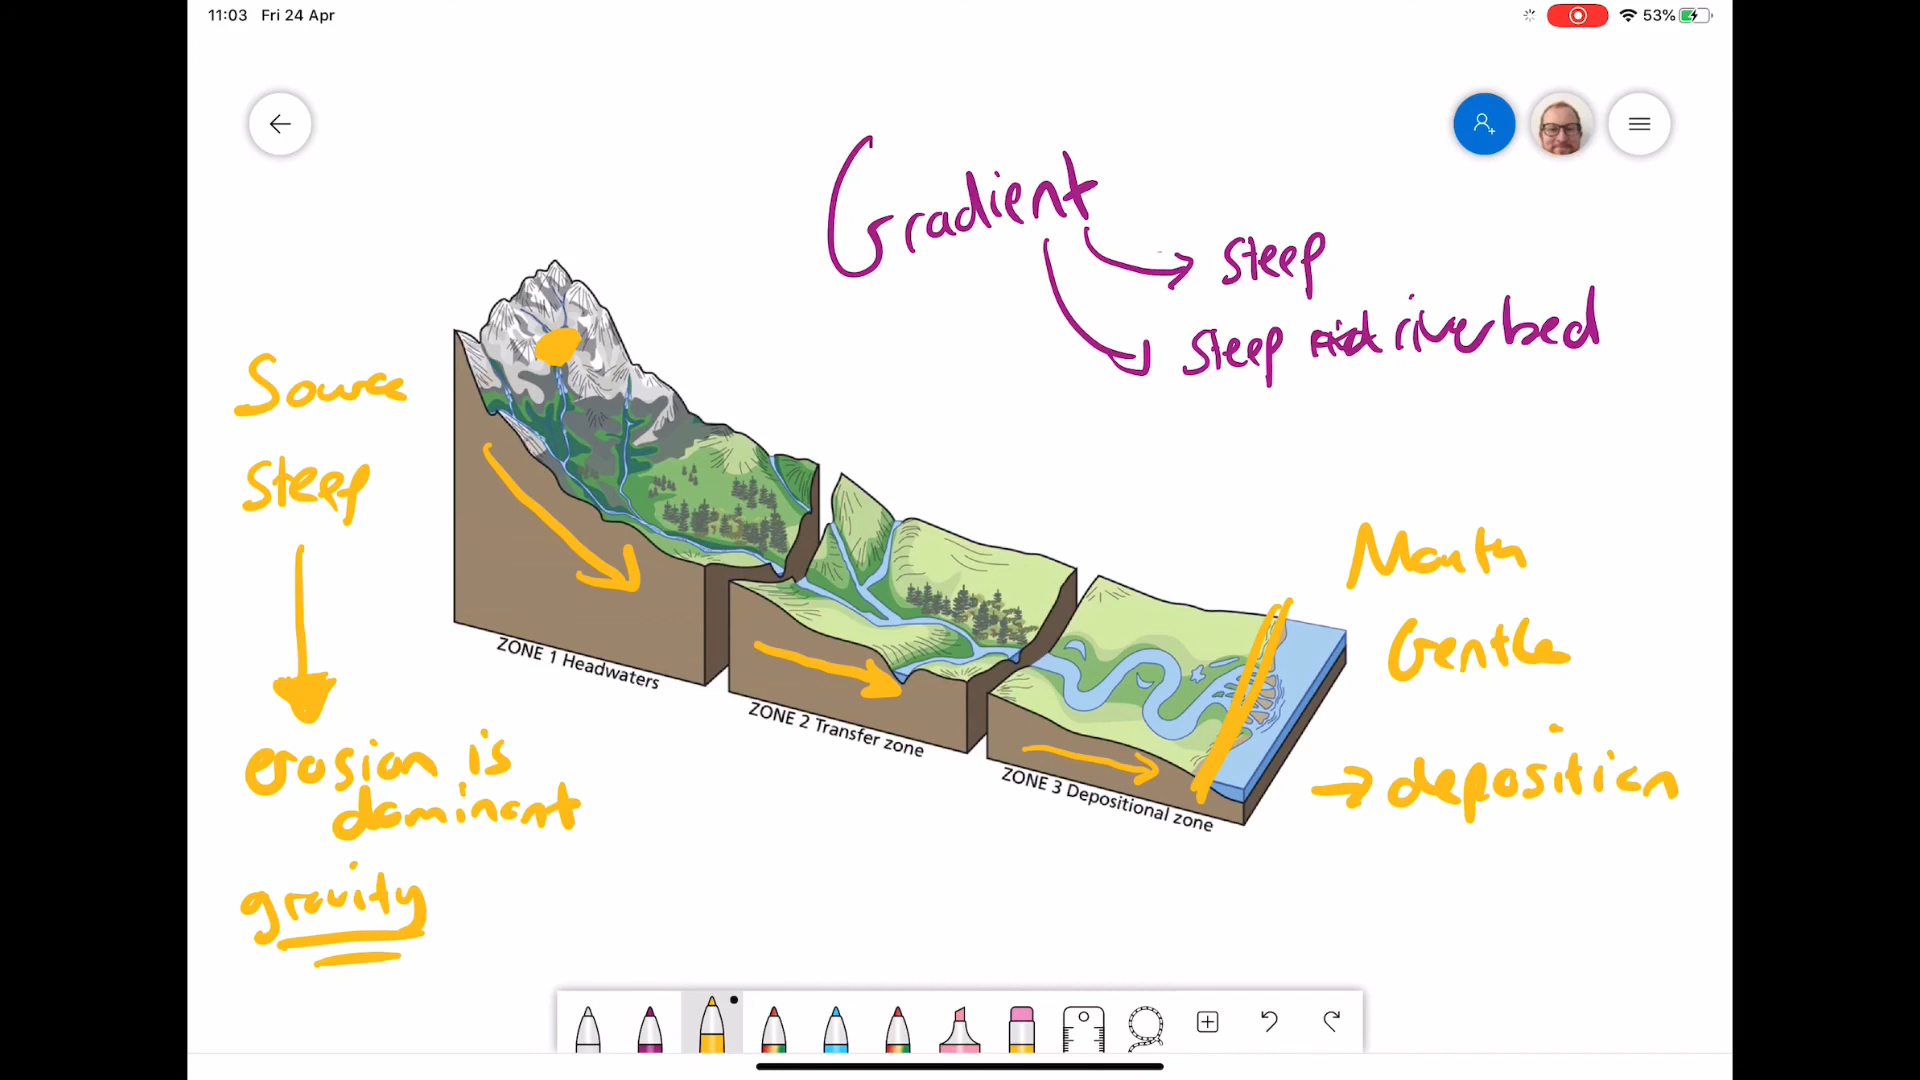 11:03 Fri 24 Apr
53%
Gradient
steep
steep riverbed
Source
steep
erosion is
dominant
gravity
Mouth
Gentle
→ deposition
ZONE 1 Headwaters
ZONE 2 Transfer zone
ZONE 3 Depositional zone